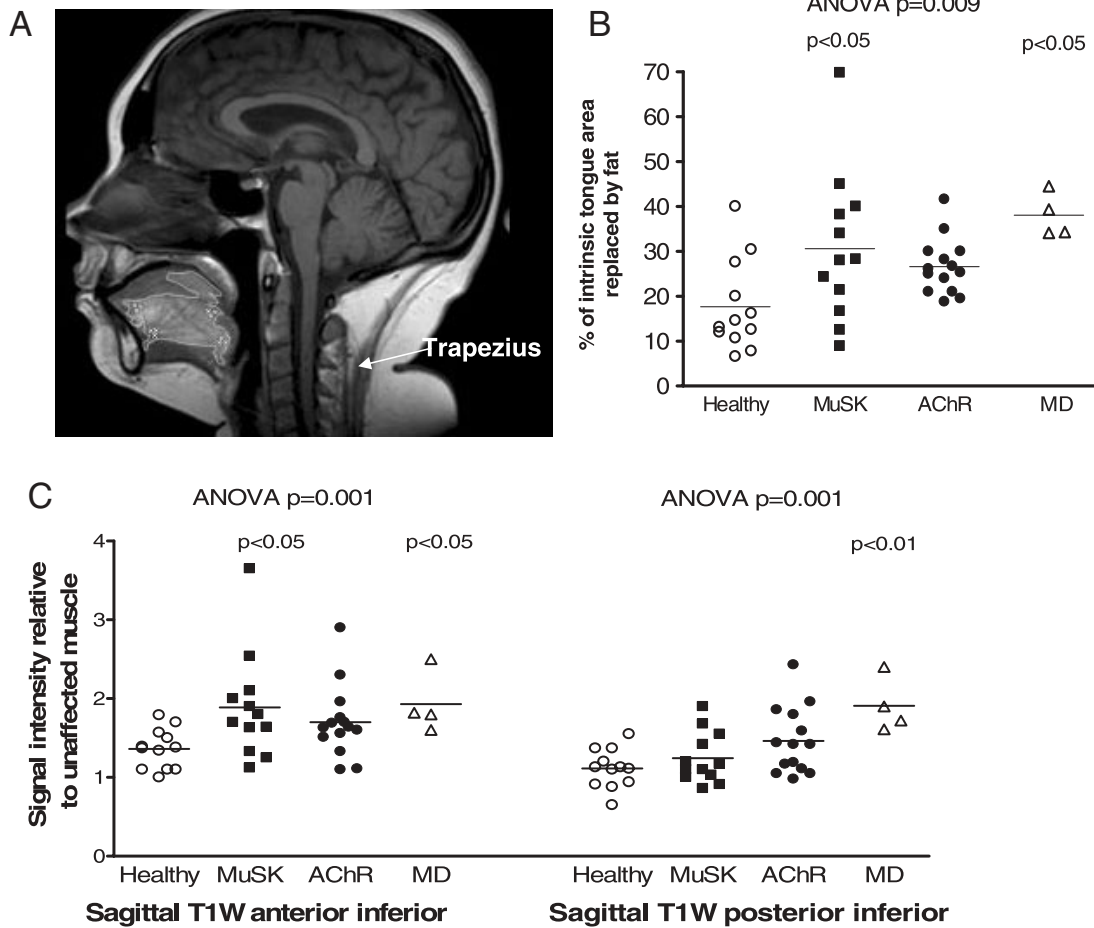 A
Trapezius
B
ANOVA p=0.009
p<0.05
p<0.05
% of intrinsic tongue area
replaced by fat
70
60
50
40
30
20
10
0
Healthy
MuSK
AChR
MD
C
ANOVA p=0.001
ANOVA p=0.001
p<0.05
p<0.05
p<0.01
Signal intensity relative
to unaffected muscle
4
3
2
1
0
Healthy
MuSK
AChR
MD
Healthy
MuSK
AChR
MD
Sagittal T1W anterior inferior
Sagittal T1W posterior inferior